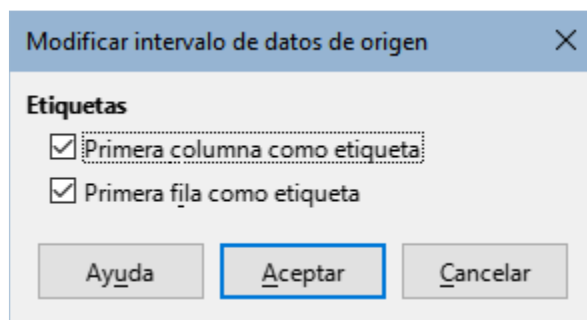 Modificar intervalo de datos de origen
Etiquetas
Primera columna como etiqueta
Primera fila como etiqueta
Ayuda Aceptar Cancelar